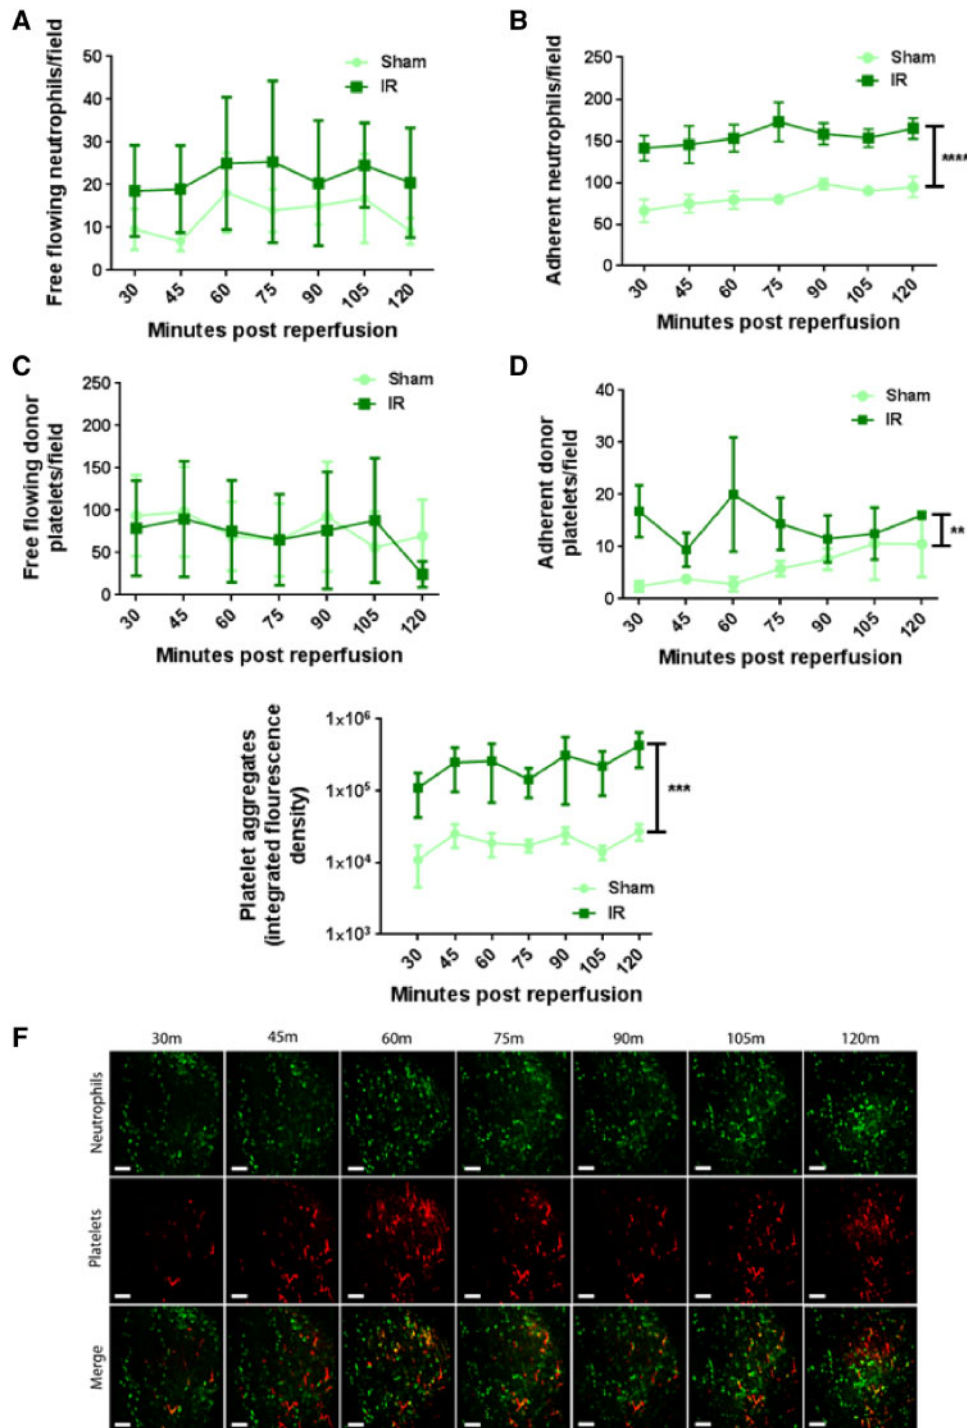 A
Free flowing neutrophils/field
50
40
30
20
10
0
Sham
IR
30 45 60 75 90 105 120
Minutes post reperfusion
B
Adherent neutrophils/field
250
200
150
100
50
0
Sham
IR
****
30 45 60 75 90 105 120
Minutes post reperfusion
C
Free flowing donor
platelets/field
250
200
150
100
50
0
Sham
IR
30 45 60 75 90 105 120
Minutes post reperfusion
D
Adherent donor
platelets/field
40
30
20
10
0
Sham
IR
**
30 45 60 75 90 105 120
Minutes post reperfusion
Platelet aggregates
(integrated flourescence
density)
1x10⁶
1x10⁵
1x10⁴
1x10³
***
Sham
IR
30 45 60 75 90 105 120
Minutes post reperfusion
F
30m 45m 60m 75m 90m 105m 120m
Neutrophils
Platelets
Merge